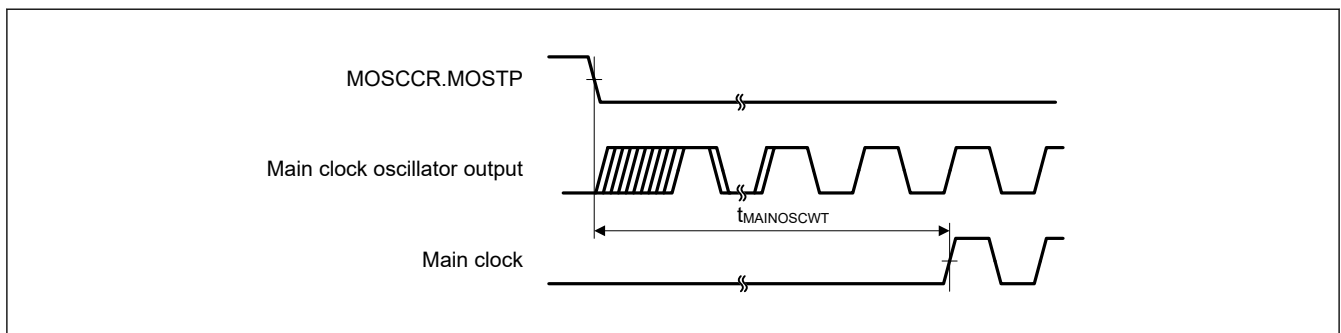 MOSCCR.MOSTP
Main clock oscillator output
tMAINOSCWT
Main clock